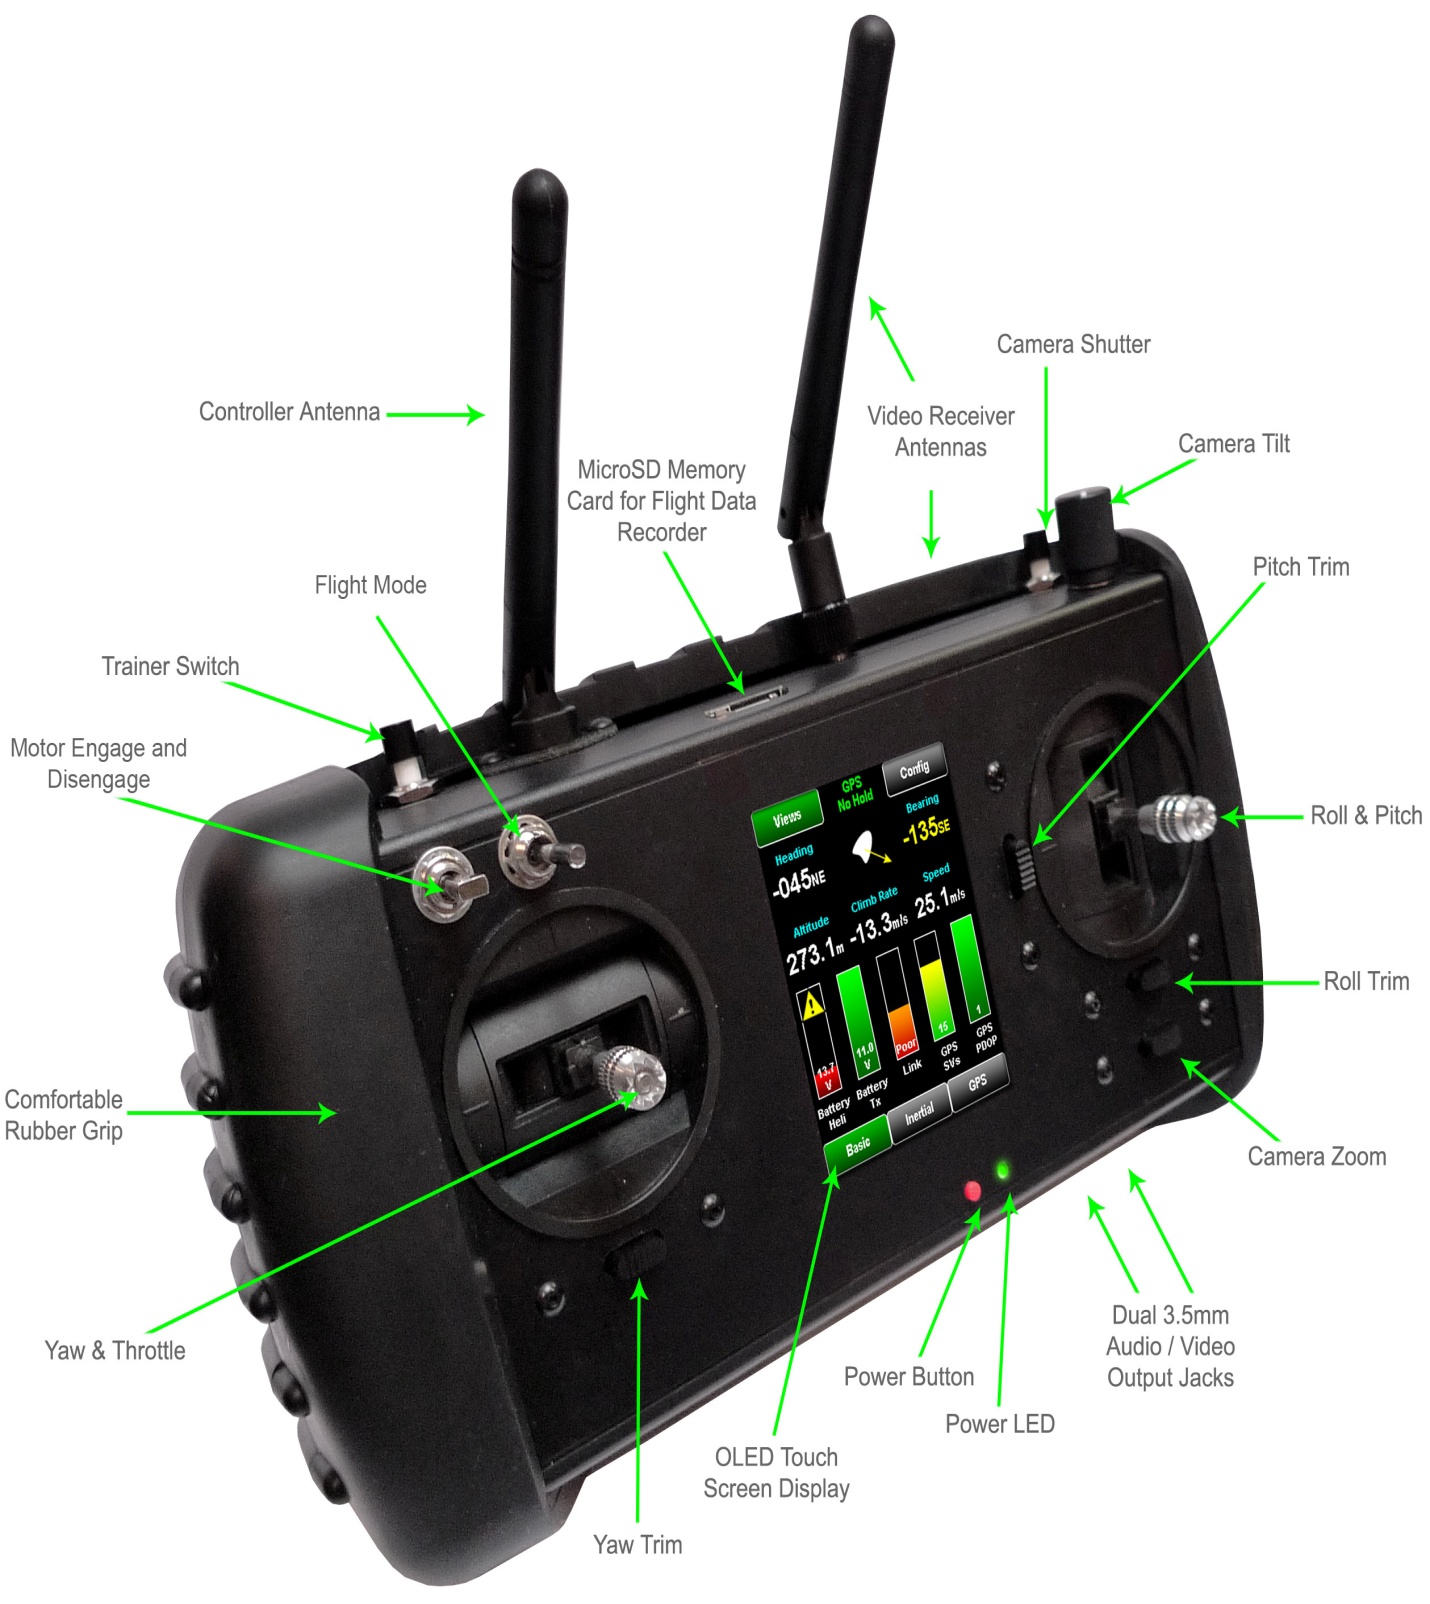 Camera Shutter
Controller Antenna
Video Receiver
Antennas
Camera Tilt
MicroSD Memory
Card for Flight Data
Recorder
Flight Mode
Pitch Trim
Trainer Switch
Motor Engage and
Disengage
Roll & Pitch
Roll Trim
Comfortable
Rubber Grip
Camera Zoom
Yaw & Throttle
Dual 3.5mm
Audio / Video
Output Jacks
Power Button
Power LED
OLED Touch
Screen Display
Yaw Trim
Views
GPS
No Hold
Config
Heading
-045NE
Bearing
-135SE
Altitude
273.1m
Climb Rate
-13.3m/s
Speed
25.1m/s
13.7
V
Battery
Heli
11.0
V
Battery
Tx
Poor
Link
15
GPS
SVs
1
GPS
PDOP
Basic
Inertial
GPS